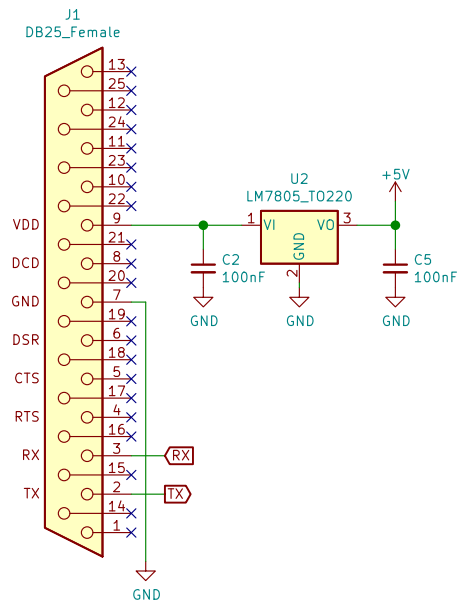 J1
DB25_Female
13
25
12
24
11
23
10
22
VDD
9
21
DCD
8
20
GND
7
19
DSR
6
18
CTS
5
17
RTS
4
16
RX
3
RX
15
TX
2
TX
14
1
GND
U2
LM7805_TO220
1
VI
VO
3
GND
2
GND
C2
100nF
GND
+5V
C5
100nF
GND